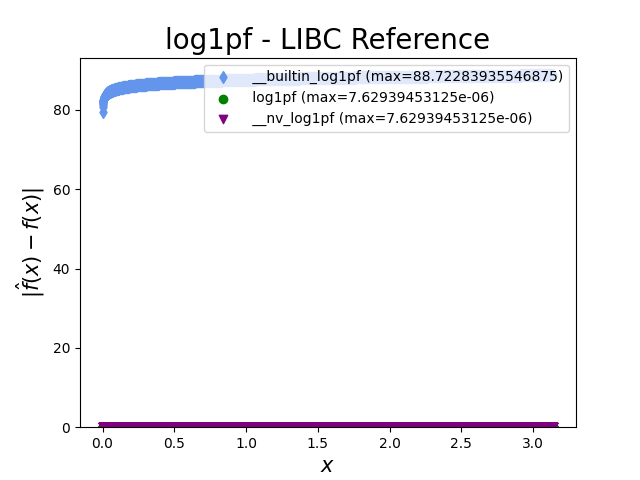 log1pf - LIBC Reference
__builtin_log1pf (max=88.72283935546875)
log1pf (max=7.62939453125e-06)
__nv_log1pf (max=7.62939453125e-06)
|f̂(x) − f(x)|
80
60
40
20
0
0.0 0.5 1.0 1.5 2.0 2.5 3.0
x